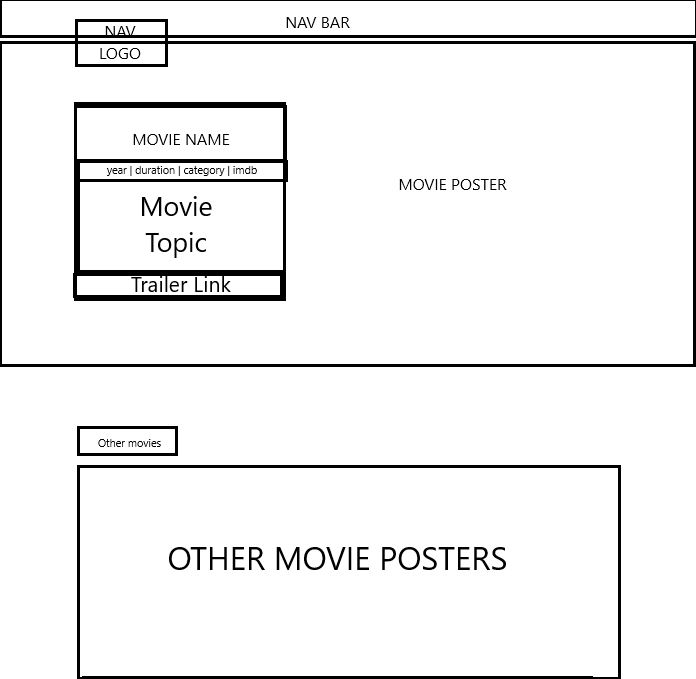 NAV BAR
NAV
LOGO
MOVIE NAME
year | duration | category | imdb
Movie
Topic
Trailer Link
MOVIE POSTER
Other movies
OTHER MOVIE POSTERS